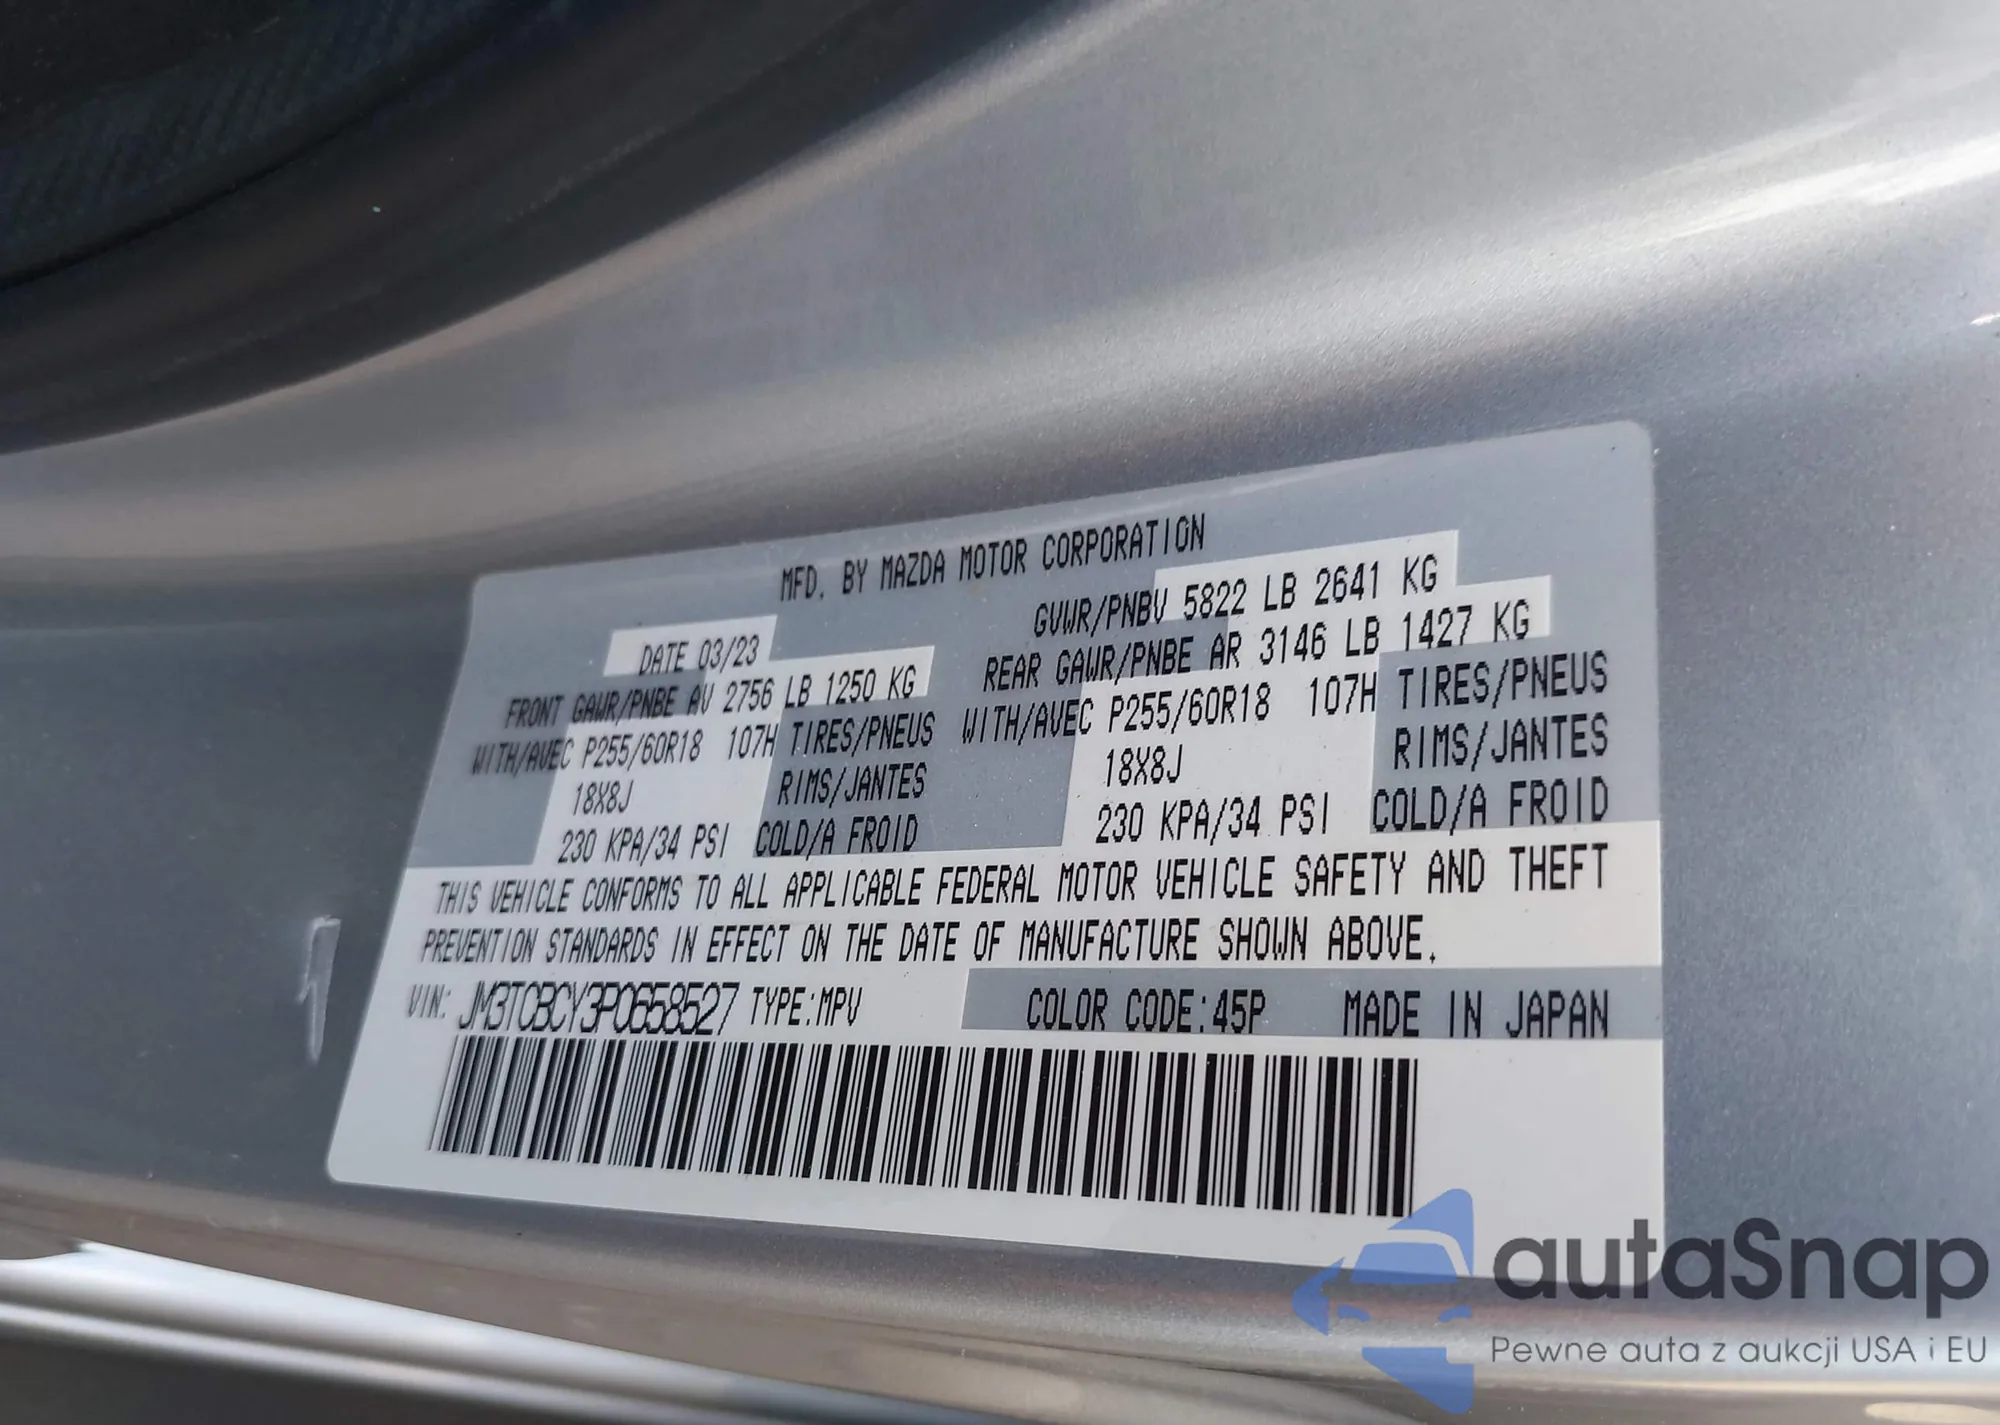 MFD. BY MAZDA MOTOR CORPORATION
DATE 03/23
GVWR/PNBV 5822 LB 2641 KG
FRONT GAWR/PNBE AV 2756 LB 1250 KG
REAR GAWR/PNBE AR 3146 LB 1427 KG
WITH/AVEC P255/60R18 107H TIRES/PNEUS
WITH/AVEC P255/60R18 107H TIRES/PNEUS
18X8J RIMS/JANTES
18X8J RIMS/JANTES
230 KPA/34 PSI COLD/A FROID
230 KPA/34 PSI COLD/A FROID
THIS VEHICLE CONFORMS TO ALL APPLICABLE FEDERAL MOTOR VEHICLE SAFETY AND THEFT
PREVENTION STANDARDS IN EFFECT ON THE DATE OF MANUFACTURE SHOWN ABOVE.
VIN: JM3TCBCY3P0658527 TYPE:MPV COLOR CODE:45P MADE IN JAPAN
autaSnap
Pewne auta z aukcji USA i EU